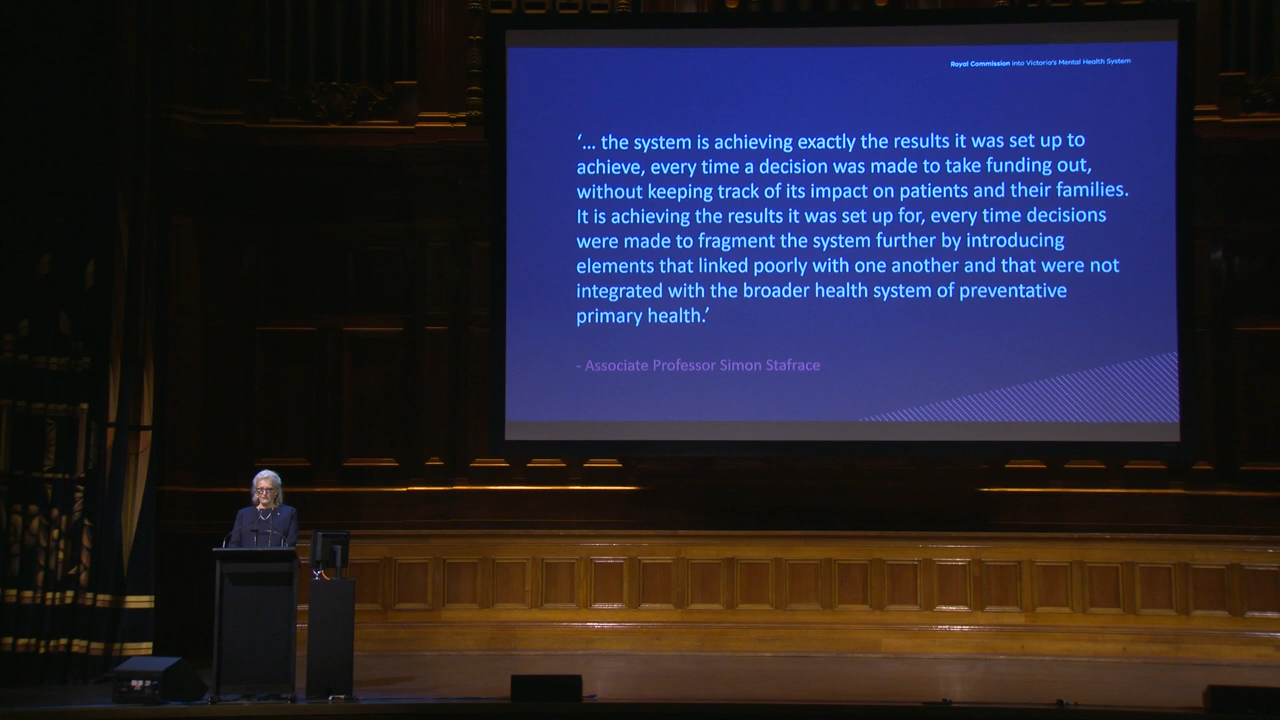 Royal Commission into Victoria's Mental Health System
‘... the system is achieving exactly the results it was set up to
achieve, every time a decision was made to take funding out,
without keeping track of its impact on patients and their families.
It is achieving the results it was set up for, every time decisions
were made to fragment the system further by introducing
elements that linked poorly with one another and that were not
integrated with the broader health system of preventative
primary health.’
- Associate Professor Simon Stafrace